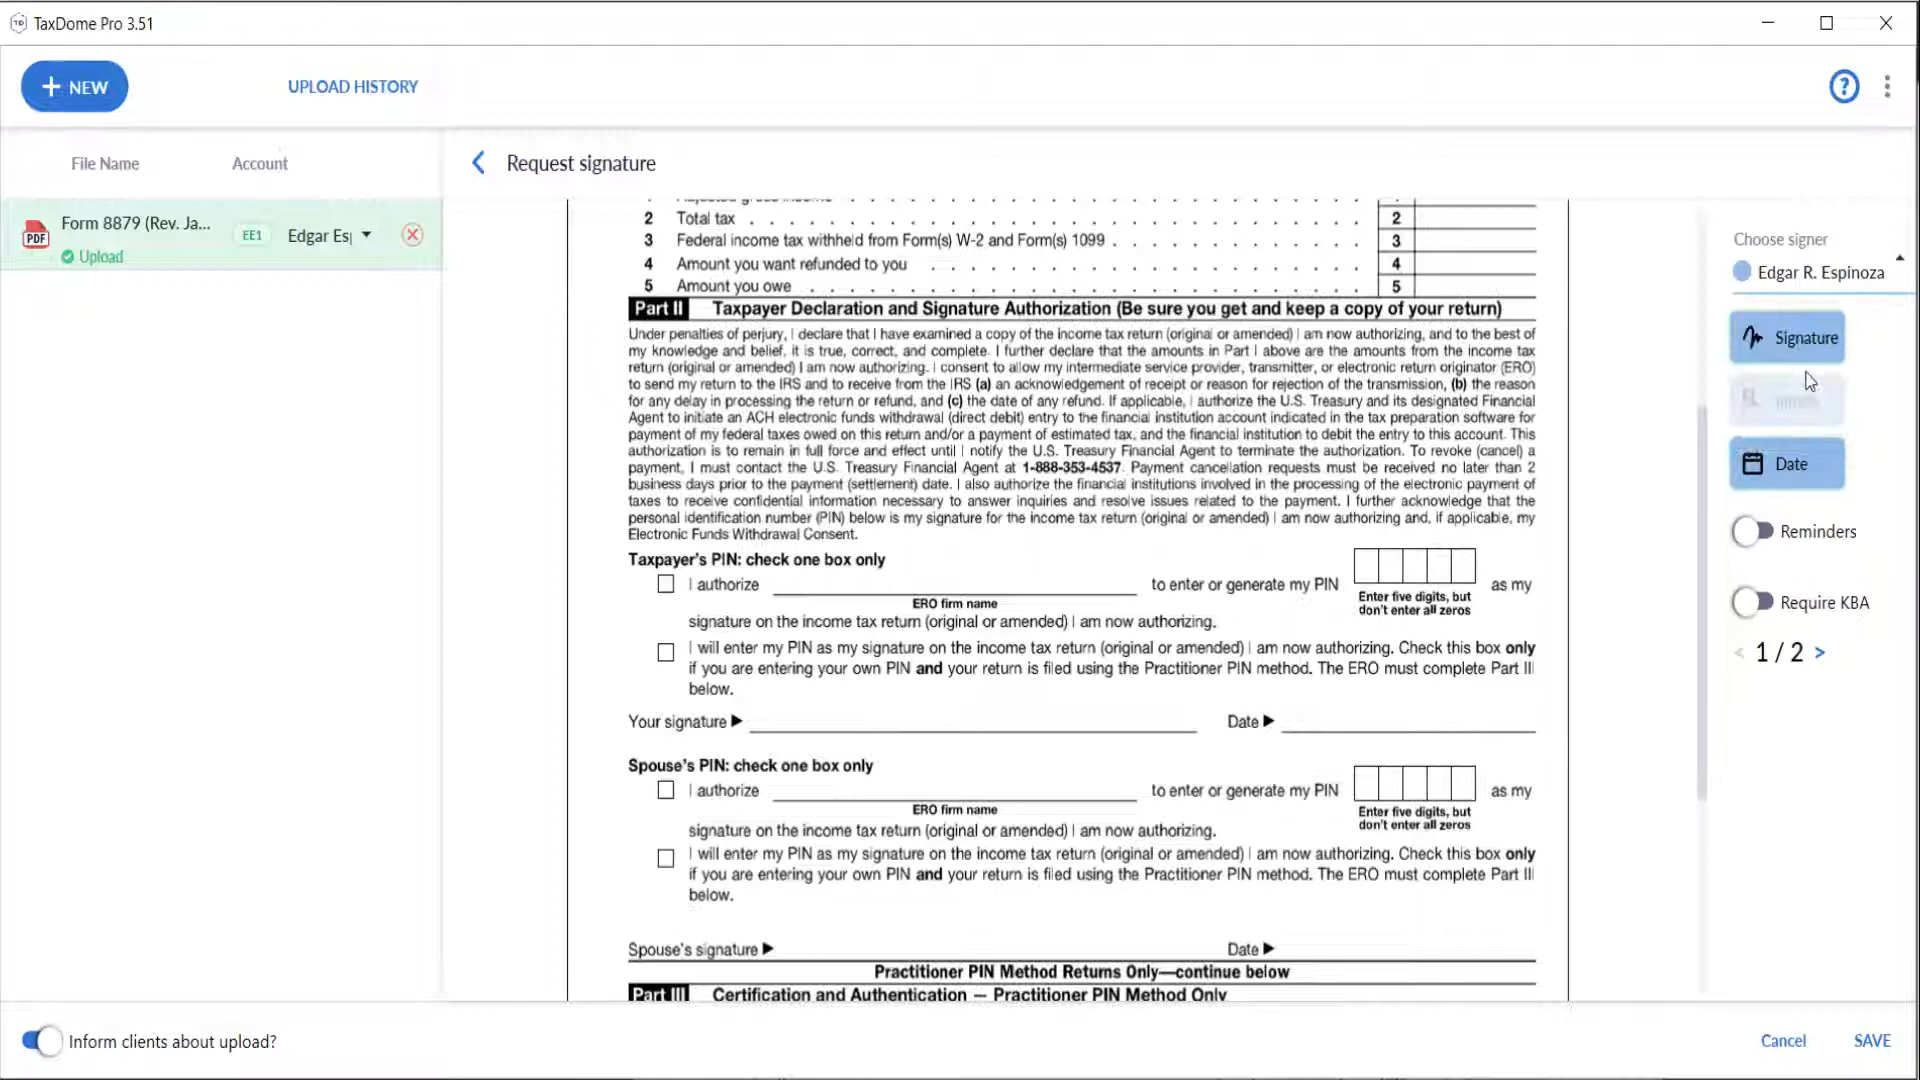 TaxDome Pro 3.51
NEW
UPLOAD HISTORY
File Name
Account
Form 8879 (Rev. Ja...
EE1
Edgar Es
PDF
Upload
Request signature
2 Total tax . . . . . . . . . . . . . . . . . . . . . . . . 2
3 Federal income tax withheld from Form(s) W-2 and Form(s) 1099 . . . . . . . . . . . 3
4 Amount you want refunded to you . . . . . . . . . . . . . . . . . . 4
5 Amount you owe . . . . . . . . . . . . . . . . . . . . . . . 5
Part II Taxpayer Declaration and Signature Authorization (Be sure you get and keep a copy of your return)
Under penalties of perjury, I declare that I have examined a copy of the income tax return (original or amended) I am now authorizing, and to the best of
my knowledge and belief, it is true, correct, and complete. I further declare that the amounts in Part I above are the amounts from the income tax
return (original or amended) I am now authorizing. I consent to allow my intermediate service provider, transmitter, or electronic return originator (ERO)
to send my return to the IRS and to receive from the IRS (a) an acknowledgement of receipt or reason for rejection of the transmission, (b) the reason
for any delay in processing the return or refund, and (c) the date of any refund. If applicable, I authorize the U.S. Treasury and its designated Financial
Agent to initiate an ACH electronic funds withdrawal (direct debit) entry to the financial institution account indicated in the tax preparation software for
payment of my federal taxes owed on this return and/or a payment of estimated tax, and the financial institution to debit the entry to this account. This
authorization is to remain in full force and effect until I notify the U.S. Treasury Financial Agent to terminate the authorization. To revoke (cancel) a
payment, I must contact the U.S. Treasury Financial Agent at 1-888-353-4537. Payment cancellation requests must be received no later than 2
business days prior to the payment (settlement) date. I also authorize the financial institutions involved in the processing of the electronic payment of
taxes to receive confidential information necessary to answer inquiries and resolve issues related to the payment. I further acknowledge that the
personal identification number (PIN) below is my signature for the income tax return (original or amended) I am now authorizing and, if applicable, my
Electronic Funds Withdrawal Consent.
Taxpayer's PIN: check one box only
I authorize to enter or generate my PIN as my
ERO firm name
Enter five digits, but
don't enter all zeros
signature on the income tax return (original or amended) I am now authorizing.
I will enter my PIN as my signature on the income tax return (original or amended) I am now authorizing. Check this box only
if you are entering your own PIN and your return is filed using the Practitioner PIN method. The ERO must complete Part III
below.
Your signature ▶ Date ▶
Spouse's PIN: check one box only
I authorize to enter or generate my PIN as my
ERO firm name
Enter five digits, but
don't enter all zeros
signature on the income tax return (original or amended) I am now authorizing.
I will enter my PIN as my signature on the income tax return (original or amended) I am now authorizing. Check this box only
if you are entering your own PIN and your return is filed using the Practitioner PIN method. The ERO must complete Part III
below.
Spouse's signature ▶ Date ▶
Practitioner PIN Method Returns Only—continue below
Part III Certification and Authentication — Practitioner PIN Method Only
Choose signer
Edgar R. Espinoza
Signature
Date
Reminders
Require KBA
< 1 / 2 >
Inform clients about upload?
Cancel
SAVE